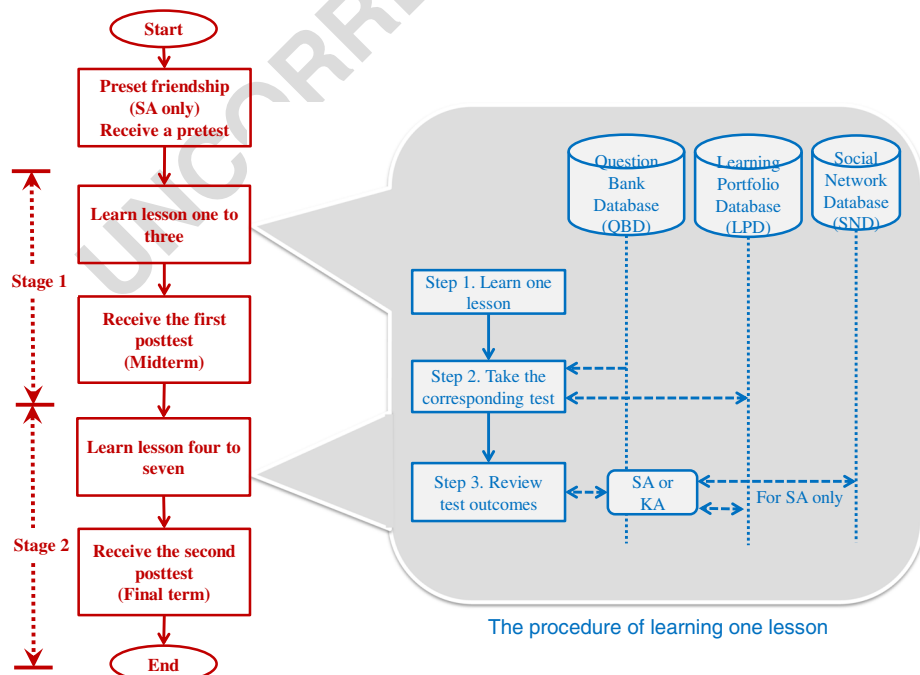 Start
Preset friendship
(SA only)
Receive a pretest
Learn lesson one to
three
Stage 1
Receive the first
posttest
(Midterm)
Learn lesson four to
seven
Stage 2
Receive the second
posttest
(Final term)
End
Question
Bank
Database
(QBD)
Learning
Portfolio
Database
(LPD)
Social
Network
Database
(SND)
Step 1. Learn one
lesson
Step 2. Take the
corresponding test
Step 3. Review
test outcomes
SA or
KA
For SA only
The procedure of learning one lesson